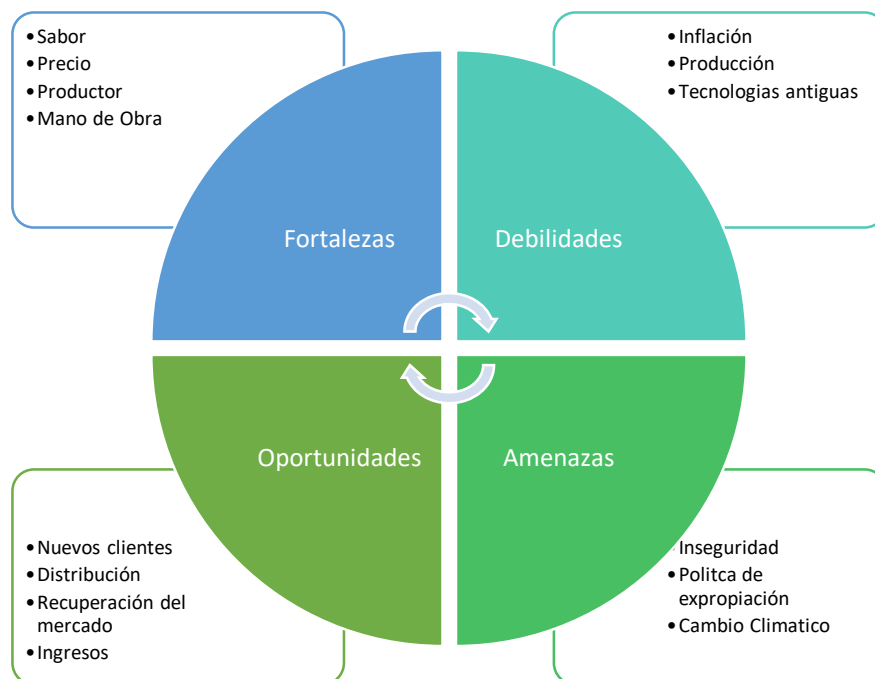 •Sabor
•Precio
•Productor
•Mano de Obra
•Inflación
•Producción
•Tecnologias antiguas
Fortalezas
Debilidades
Oportunidades
Amenazas
•Nuevos clientes
•Distribución
•Recuperación del
mercado
•Ingresos
Inseguridad
•Politca de
expropiación
•Cambio Climatico